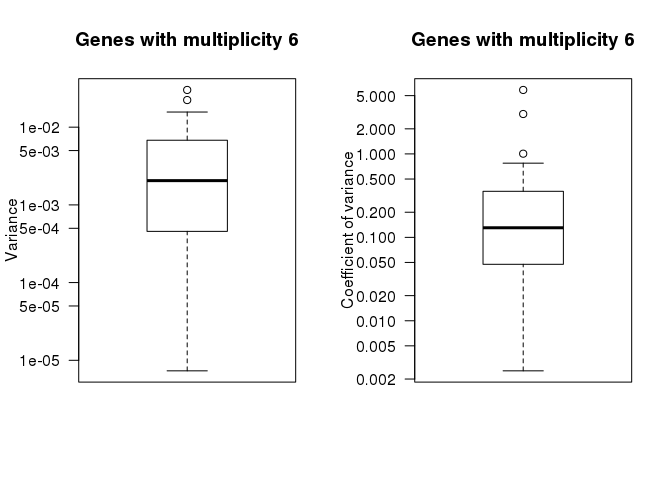 Genes with multiplicity 6
Variance
1e-02
5e-03
1e-03
5e-04
1e-04
5e-05
1e-05
Genes with multiplicity 6
Coefficient of variance
5.000
2.000
1.000
0.500
0.200
0.100
0.050
0.020
0.010
0.005
0.002